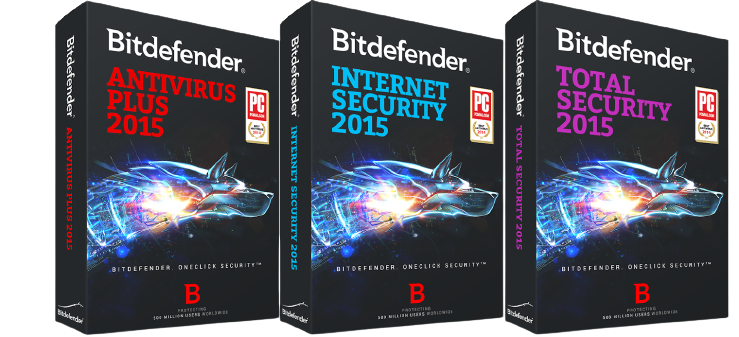 Bitdefender®
ANTIVIRUS
PLUS
2015
PC
BITDEFENDER. ONECLICK SECURITY™
B
PROTECTING
500 MILLION USERS WORLDWIDE
Bitdefender
ANTIVIRUS PLUS 2015
Bitdefender®
INTERNET
SECURITY
2015
PC
BITDEFENDER. ONECLICK SECURITY™
B
PROTECTING
500 MILLION USERS WORLDWIDE
Bitdefender
INTERNET SECURITY 2015
Bitdefender®
TOTAL
SECURITY
2015
PC
BITDEFENDER. ONECLICK SECURITY™
B
PROTECTING
500 MILLION USERS WORLDWIDE
Bitdefender
TOTAL SECURITY 2015